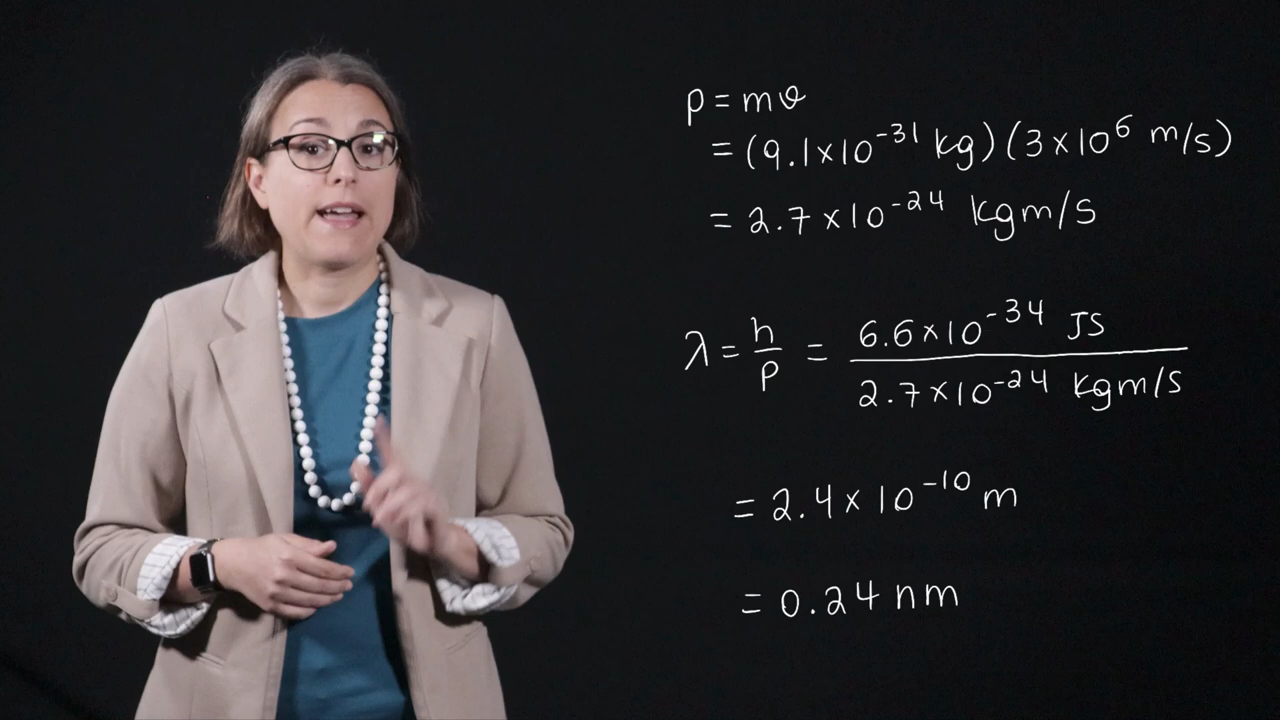 p = mv
= (9.1×10⁻³¹ kg) (3×10⁶ m/s)
= 2.7×10⁻²⁴ kgm/s
λ = h/p = 6.6×10⁻³⁴ JS / 2.7×10⁻²⁴ kgm/s
= 2.4×10⁻¹⁰ m
= 0.24 nm